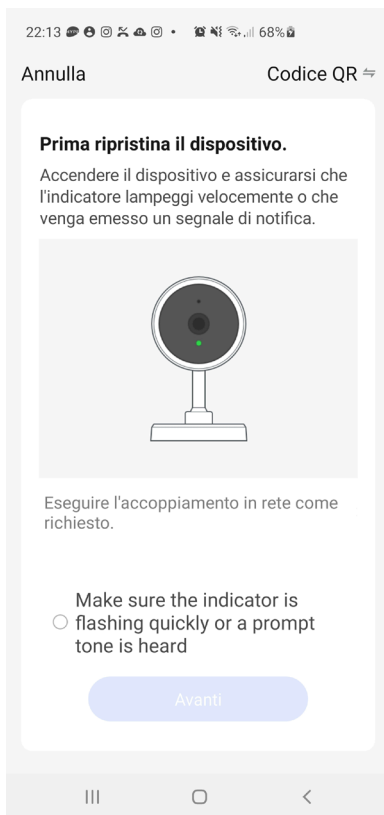 22:13 68%
Annulla Codice QR
Prima ripristina il dispositivo.
Accendere il dispositivo e assicurarsi che
l'indicatore lampeggi velocemente o che
venga emesso un segnale di notifica.
Eseguire l'accoppiamento in rete come
richiesto.
Make sure the indicator is
flashing quickly or a prompt
tone is heard
Avanti